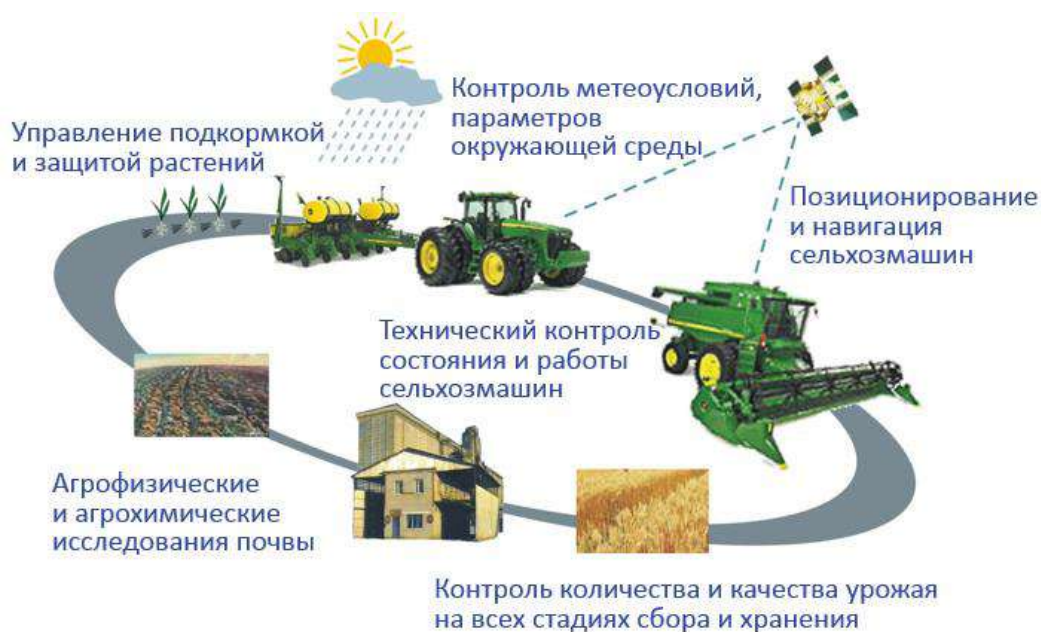 Контроль метеоусловий,
параметров
окружающей среды
Управление подкормкой
и защитой растений
Позиционирование
и навигация
сельхозмашин
Технический контроль
состояния и работы
сельхозмашин
Агрофизические
и агрохимические
исследования почвы
Контроль количества и качества урожая
на всех стадиях сбора и хранения